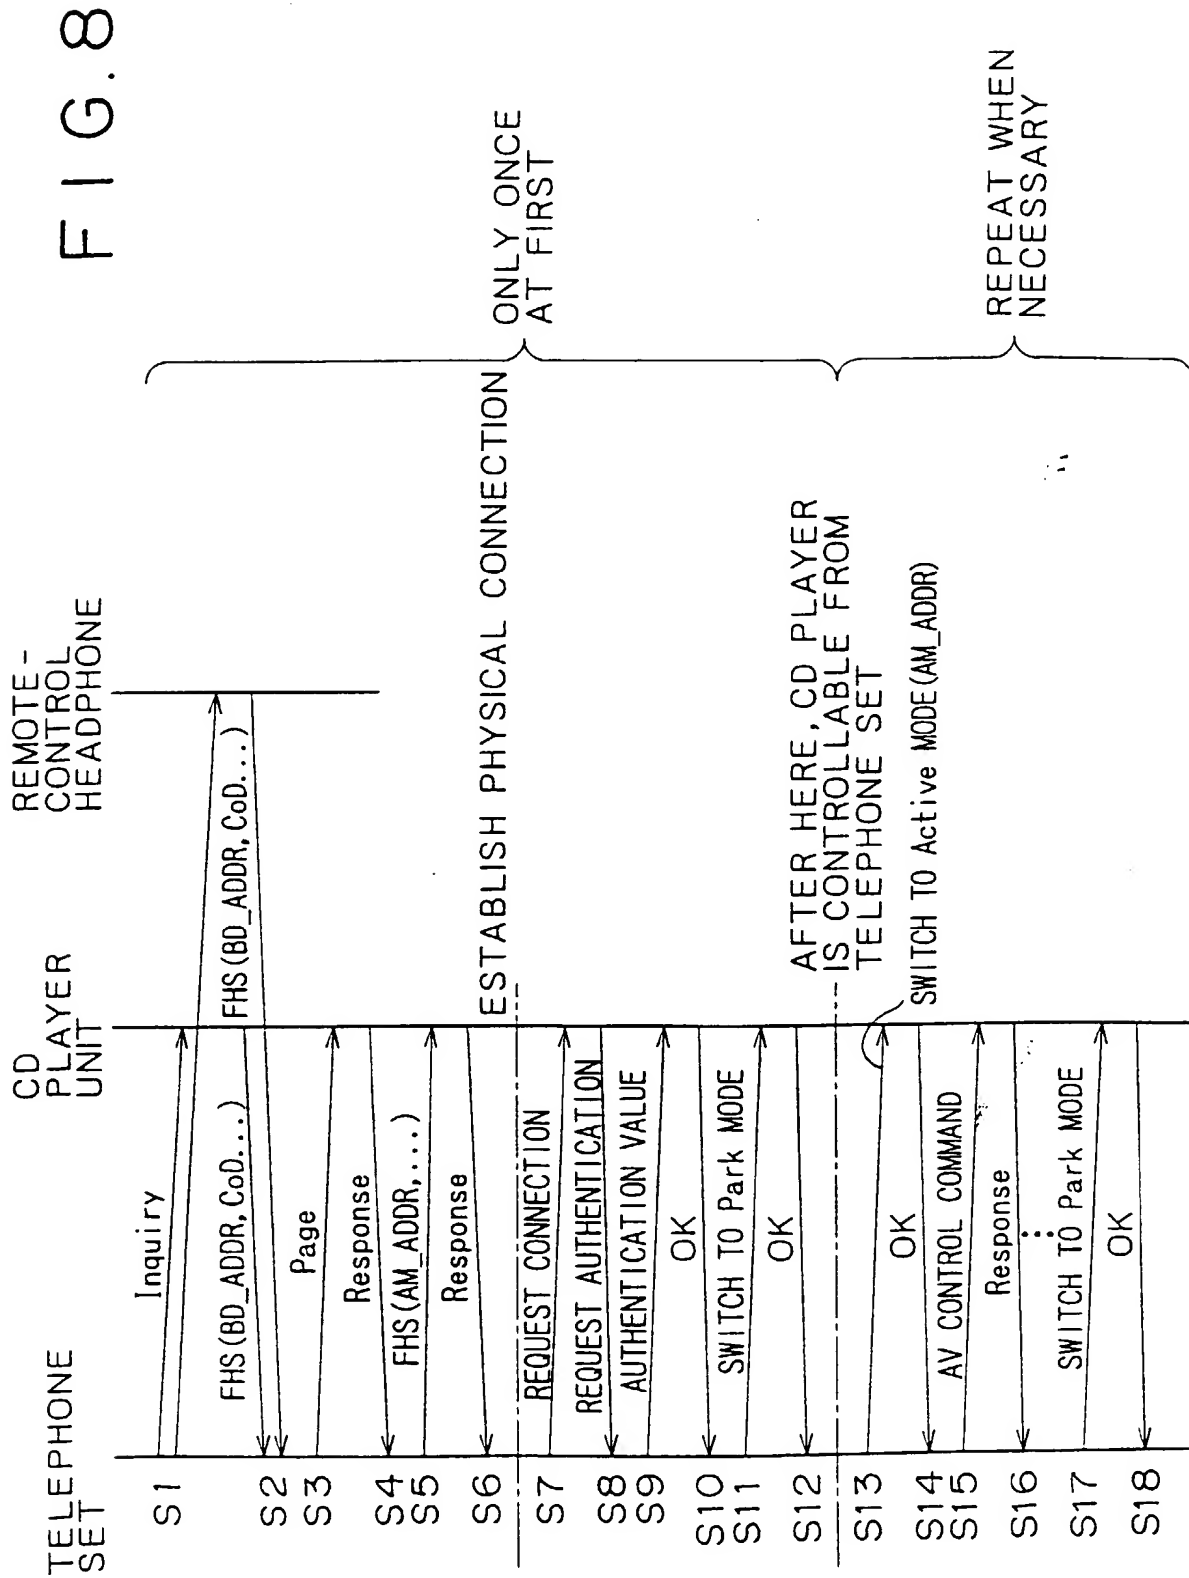 FIG.8
TELEPHONE
SET
CD
PLAYER
UNIT
REMOTE-
CONTROL
HEADPHONE
S1
Inquiry
FHS(BD_ADDR, CoD...)
FHS(BD_ADDR, CoD...)
S2
S3
Page
S4
Response
S5
FHS(AM_ADDR,...)
S6
Response
ESTABLISH PHYSICAL CONNECTION
ONLY ONCE
AT FIRST
S7
REQUEST CONNECTION
S8
REQUEST AUTHENTICATION
S9
AUTHENTICATION VALUE
S10
OK
S11
SWITCH TO Park MODE
S12
OK
AFTER HERE, CD PLAYER
IS CONTROLLABLE FROM
TELEPHONE SET
S13
SWITCH TO Active MODE(AM_ADDR)
S14
OK
S15
AV CONTROL COMMAND
S16
Response
S17
SWITCH TO Park MODE
S18
OK
REPEAT WHEN
NECESSARY